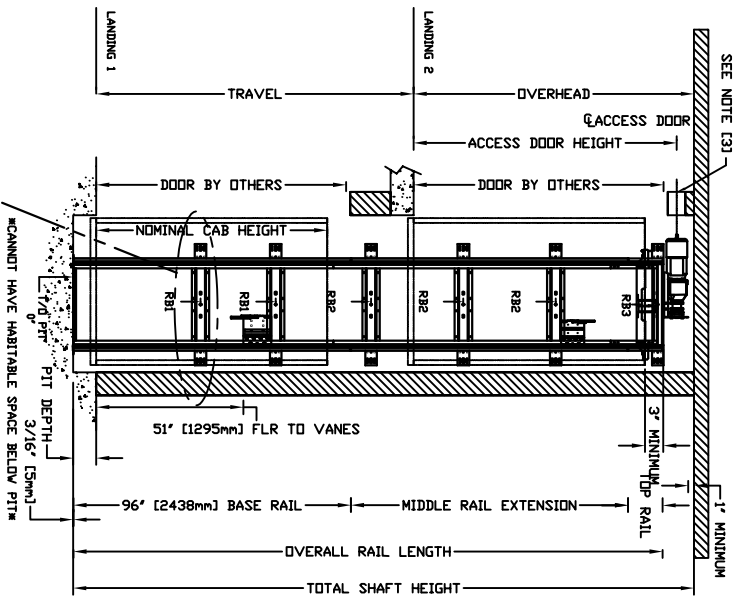 SEE NOTE [3]
LANDING 1
LANDING 2
TRAVEL
OVERHEAD
℄ACCESS DOOR
ACCESS DOOR HEIGHT
DOOR BY OTHERS
DOOR BY OTHERS
NOMINAL CAB HEIGHT
RB1
RB1
RB2
RB2
RB2
RB3
T/O PIT
0"
*CANNOT HAVE HABITABLE SPACE BELOW PIT*
PIT DEPTH
3/16" [5mm]
51" [1295mm] FLR TO VANES
3" MINIMUM
TOP RAIL
1" MINIMUM
96" [2438mm] BASE RAIL
MIDDLE RAIL EXTENSION
OVERALL RAIL LENGTH
TOTAL SHAFT HEIGHT